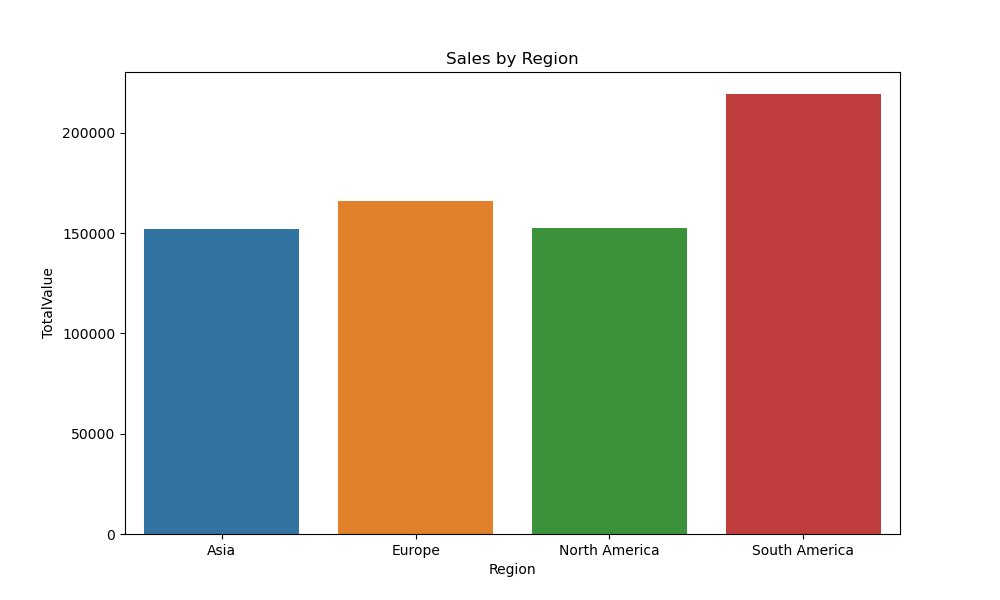 Sales by Region
TotalValue
200000
150000
100000
50000
0
Asia
Europe
North America
South America
Region